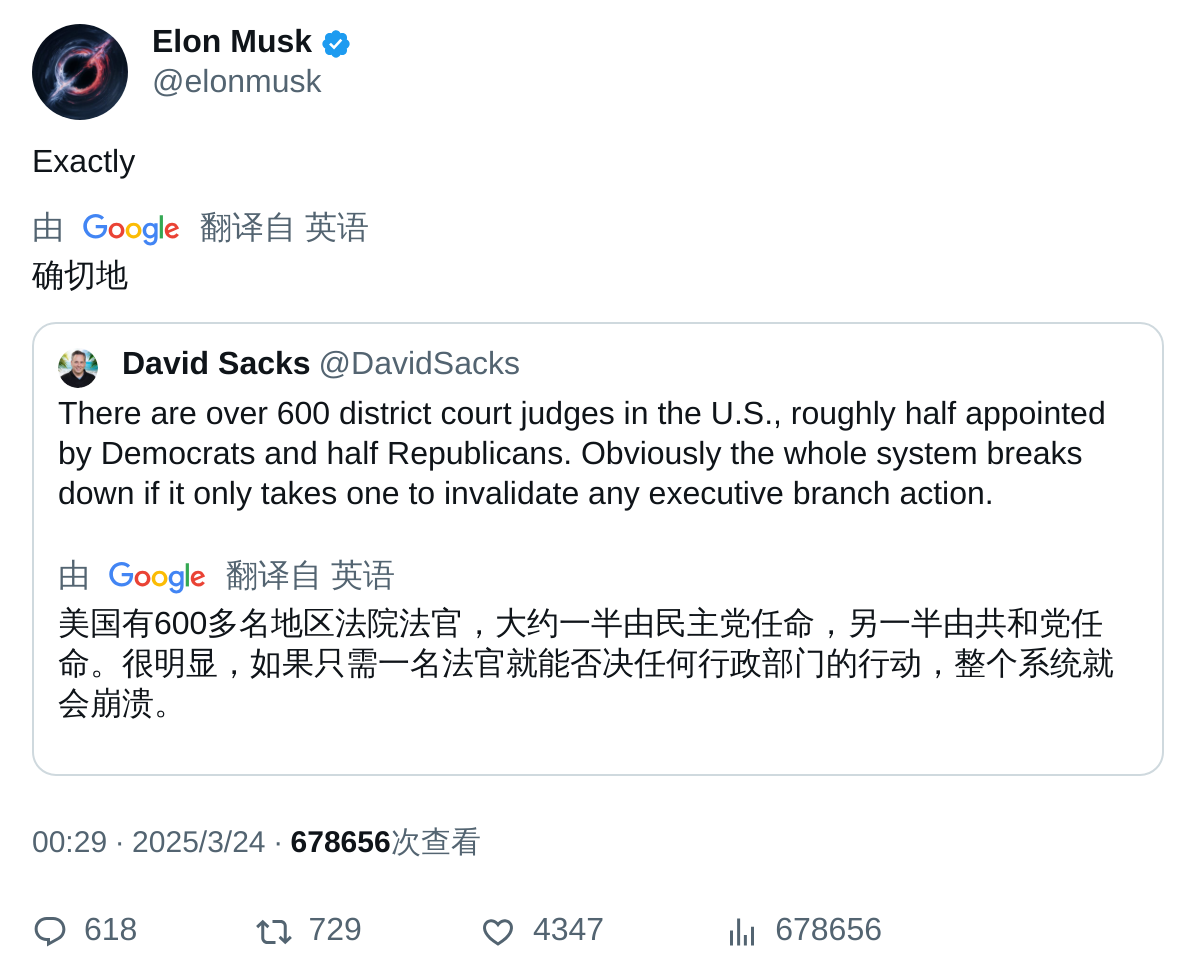 Elon Musk
@elonmusk
Exactly
由 Google 翻译自 英语
确切地
David Sacks @DavidSacks
There are over 600 district court judges in the U.S., roughly half appointed
by Democrats and half Republicans. Obviously the whole system breaks
down if it only takes one to invalidate any executive branch action.
由 Google 翻译自 英语
美国有600多名地区法院法官，大约一半由民主党任命，另一半由共和党任
命。很明显，如果只需一名法官就能否决任何行政部门的行动，整个系统就
会崩溃。
00:29 · 2025/3/24 · 678656次查看
618 729 4347 678656